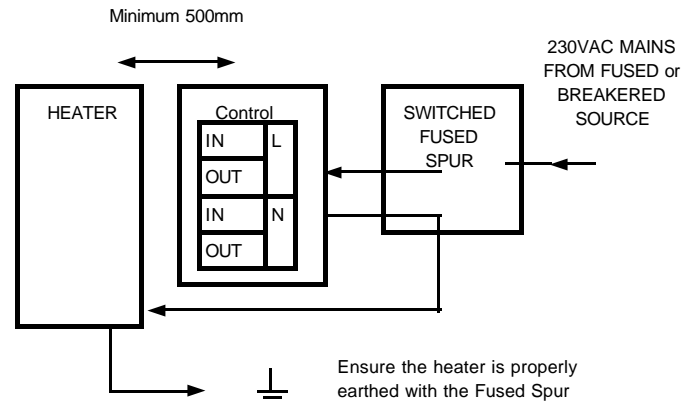 Minimum 500mm
230VAC MAINS
FROM FUSED or
BREAKERED
SOURCE
HEATER
Control
IN
L
OUT
IN
N
OUT
SWITCHED
FUSED
SPUR
Ensure the heater is properly
earthed with the Fused Spur